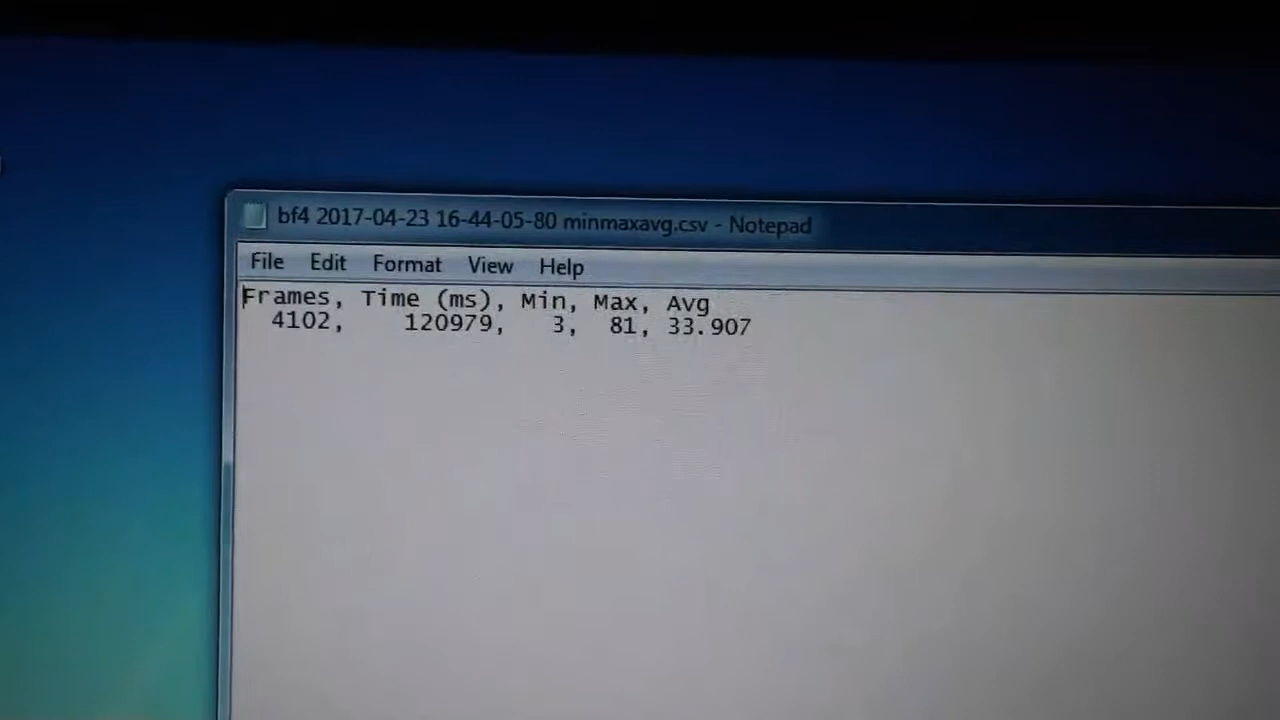 bf4 2017-04-23 16-44-05-80 minmaxavg.csv - Notepad
File Edit Format View Help
Frames, Time (ms), Min, Max, Avg
4102, 120979, 3, 81, 33.907